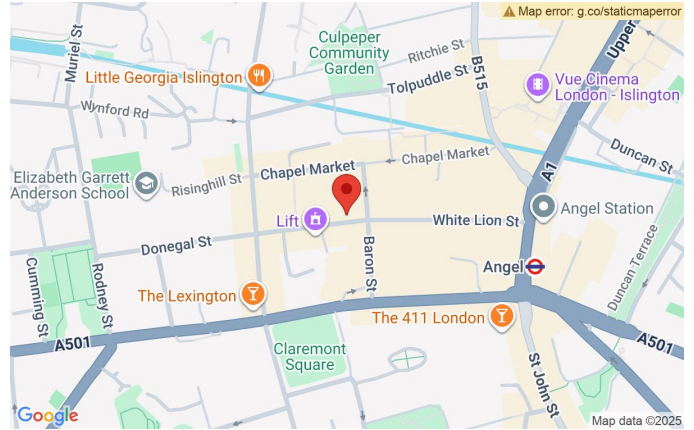 Map error: g.co/staticmaperror
Muriel St
Culpeper
Community
Garden
Ritchie St
B515
Upper
Little Georgia Islington
Tolpuddle St
Vue Cinema
London - Islington
Wynford Rd
A1
Duncan St
Chapel Market
Chapel Market
Elizabeth Garrett
Anderson School
Risinghill St
Lift
White Lion St
Angel Station
Donegal St
Baron St
Duncan Terrace
Cumming St
Rodney St
Angel
The Lexington
The 411 London
A501
A501
Claremont
Square
St John St
Google
Map data ©2025